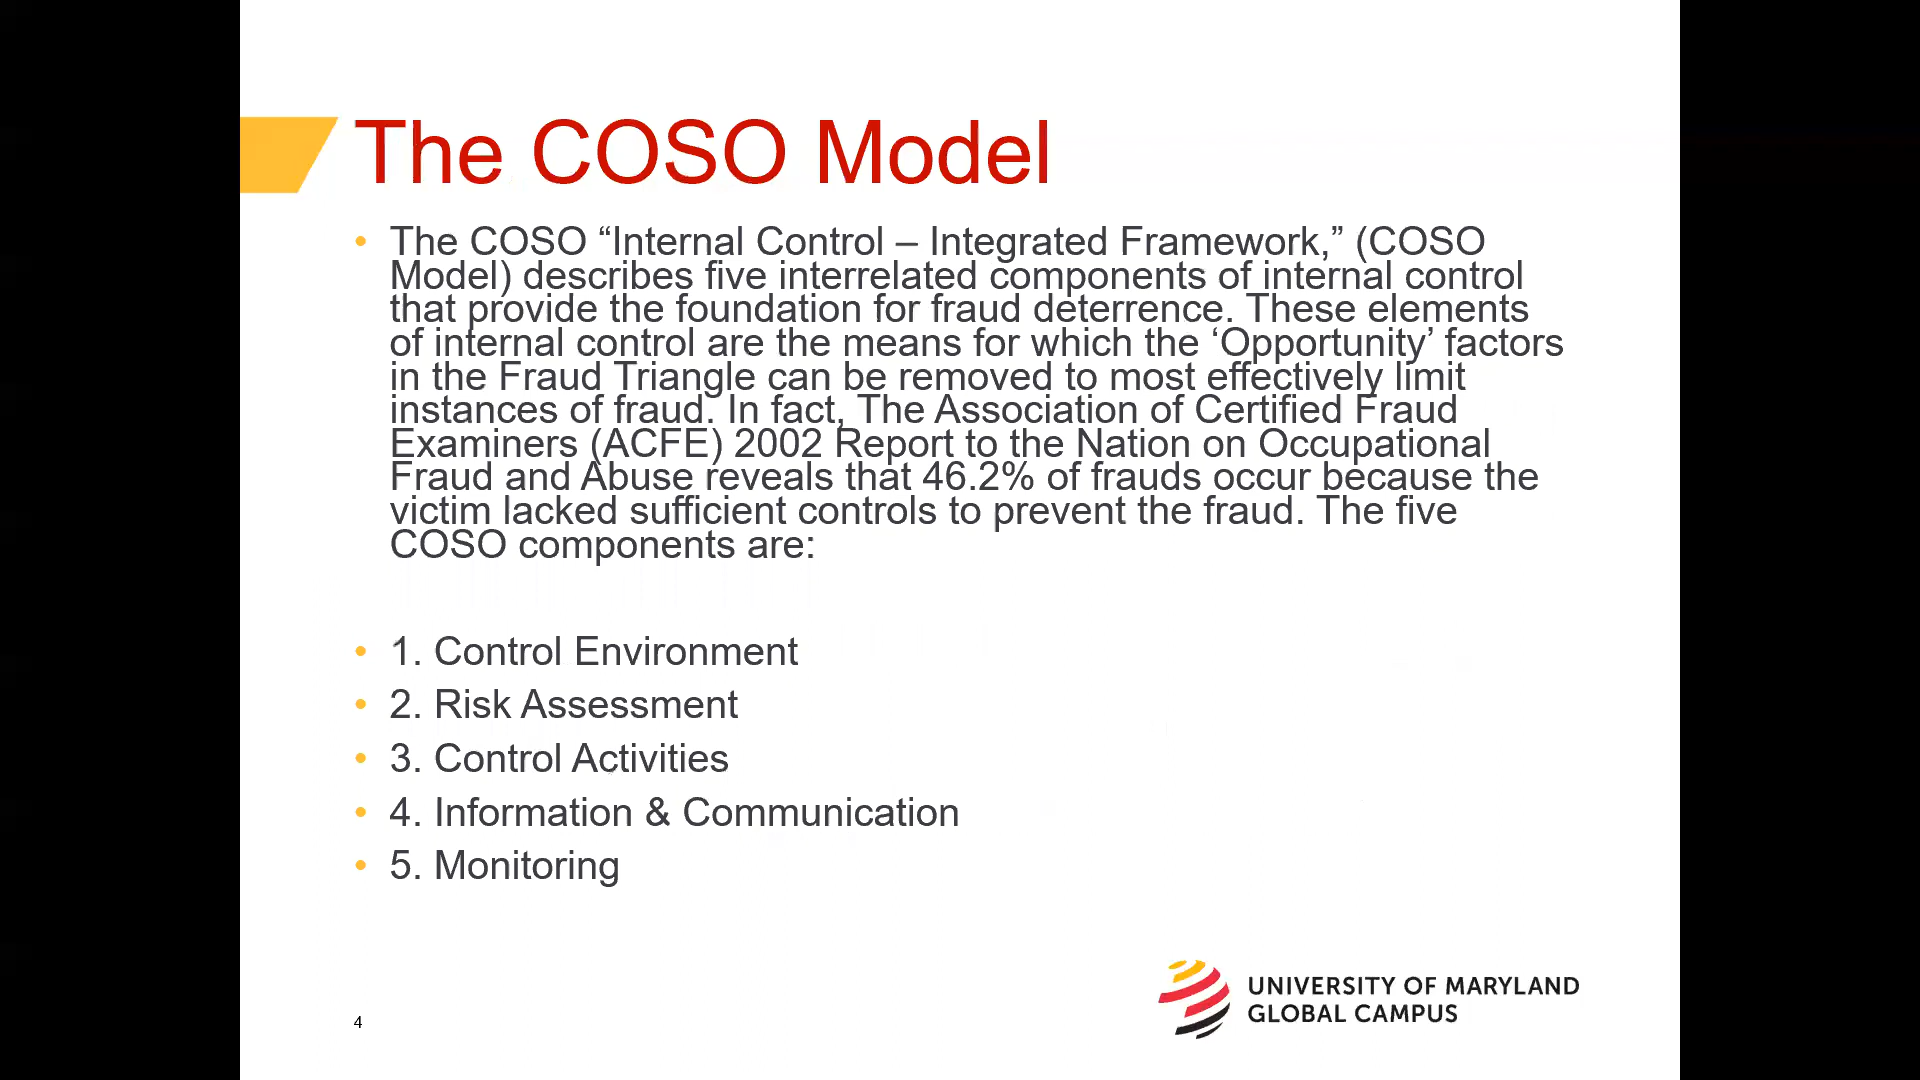 The COSO Model
• The COSO “Internal Control – Integrated Framework,” (COSO
Model) describes five interrelated components of internal control
that provide the foundation for fraud deterrence. These elements
of internal control are the means for which the ‘Opportunity’ factors
in the Fraud Triangle can be removed to most effectively limit
instances of fraud. In fact, The Association of Certified Fraud
Examiners (ACFE) 2002 Report to the Nation on Occupational
Fraud and Abuse reveals that 46.2% of frauds occur because the
victim lacked sufficient controls to prevent the fraud. The five
COSO components are:
• 1. Control Environment
• 2. Risk Assessment
• 3. Control Activities
• 4. Information & Communication
• 5. Monitoring
UNIVERSITY OF MARYLAND
GLOBAL CAMPUS
4